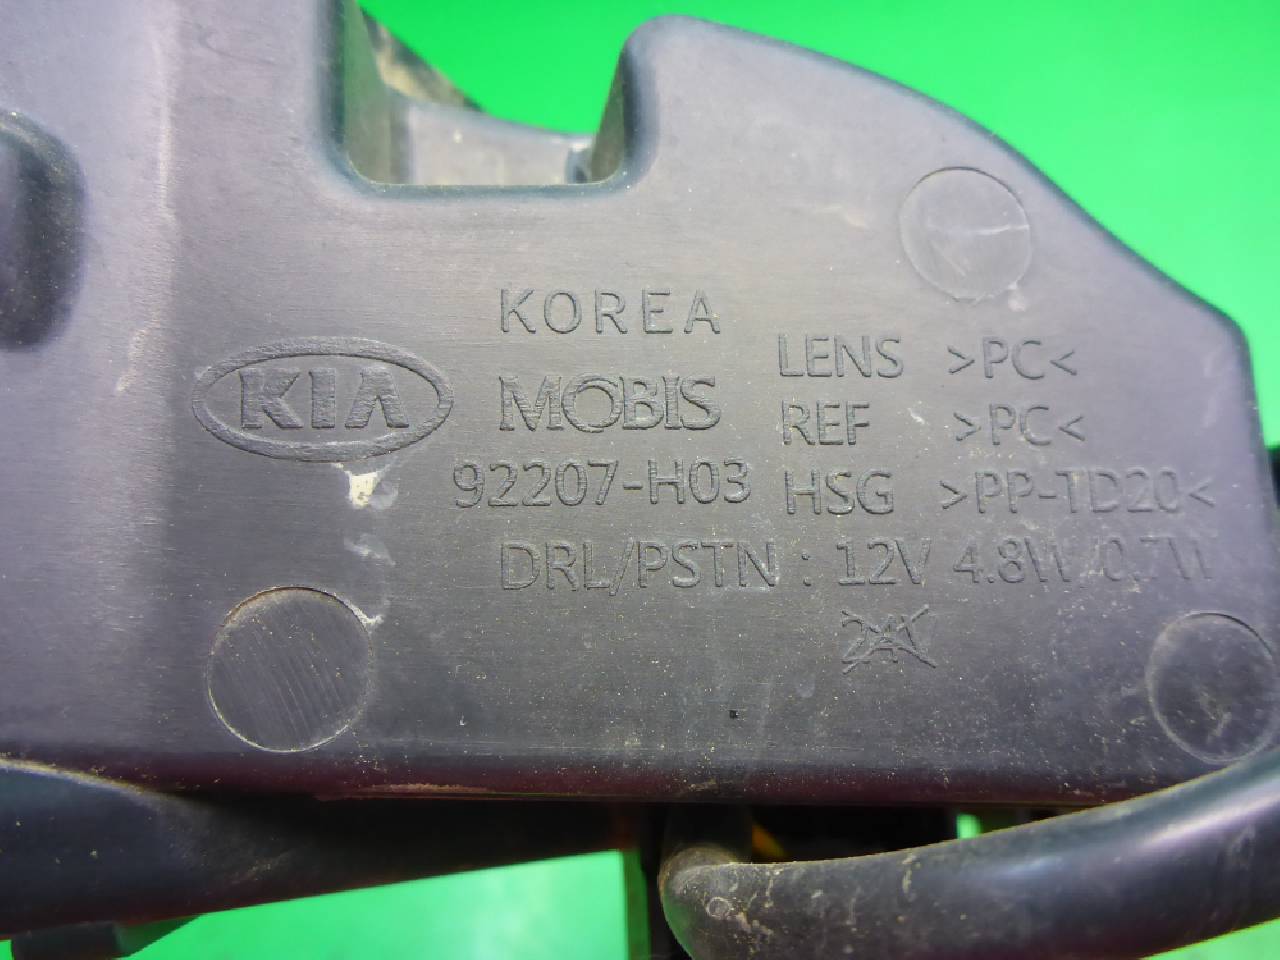 KOREA
KIA
MOBIS
92207-H03
LENS >PC<
REF >PC<
HSG >PP-TD20<
DRL/PSTN : 12V 4.8W/0.7W
24V